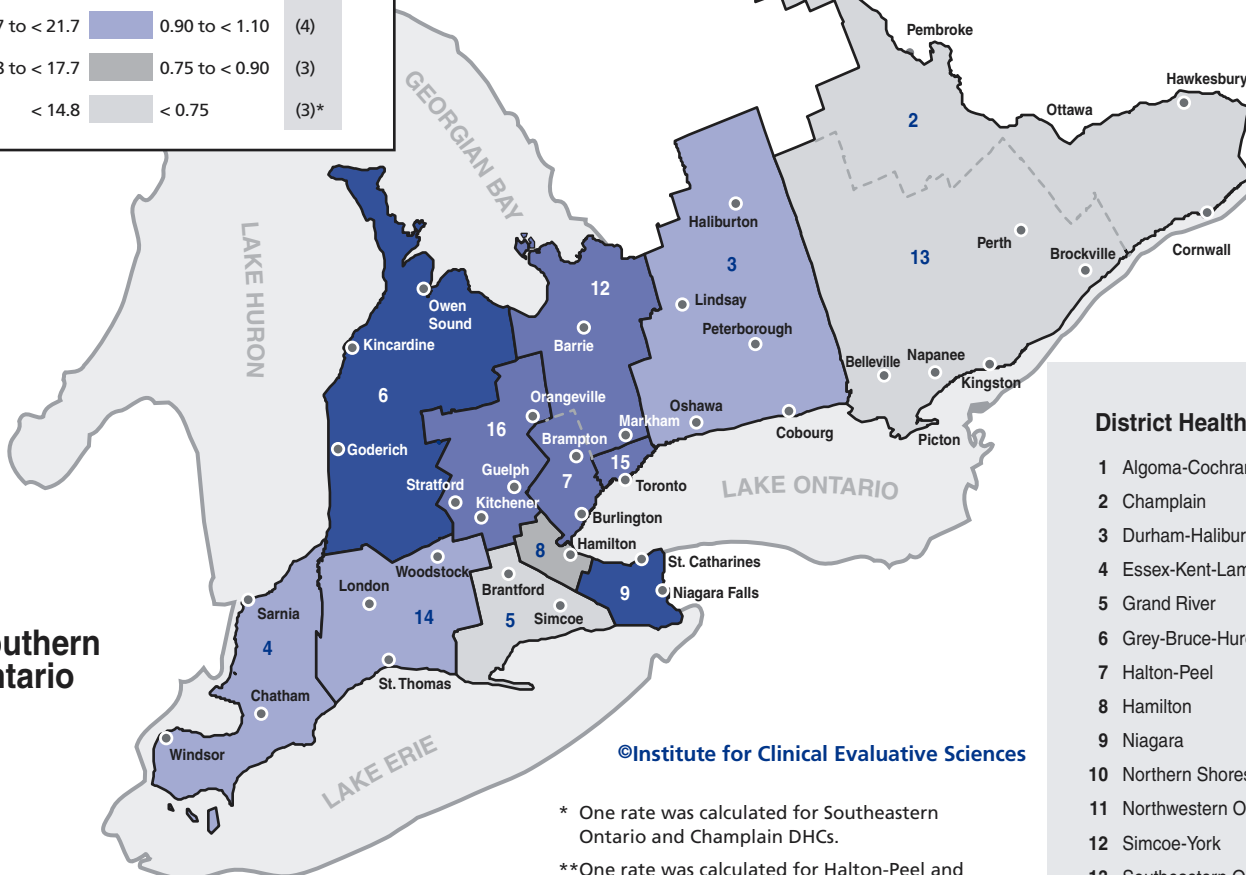 to < 21.7 0.90 to < 1.10 (4)
to < 17.7 0.75 to < 0.90 (3)
< 14.8 < 0.75 (3)*
Pembroke
Hawkesbury
Ottawa
2
GEORGIAN BAY
LAKE HURON
Haliburton
Perth
Brockville
Cornwall
3
13
12
Owen
Sound
Lindsay
Kincardine
Barrie
Peterborough
Belleville
Napanee
Kingston
6
Orangeville
Oshawa
Markham
Cobourg
Picton
16
Brampton
Goderich
15
Guelph
7
Toronto
LAKE ONTARIO
Stratford
Kitchener
Burlington
Hamilton
8
St. Catharines
Woodstock
London
Brantford
9
Niagara Falls
Sarnia
14
5
Simcoe
4
St. Thomas
Chatham
Windsor
LAKE ERIE
District Health
1 Algoma-Cochran
2 Champlain
3 Durham-Halibur
4 Essex-Kent-Lam
5 Grand River
6 Grey-Bruce-Huro
7 Halton-Peel
8 Hamilton
9 Niagara
10 Northern Shores
11 Northwestern O
12 Simcoe-York
13 Southeastern O
©Institute for Clinical Evaluative Sciences
* One rate was calculated for Southeastern
Ontario and Champlain DHCs.
**One rate was calculated for Halton-Peel and